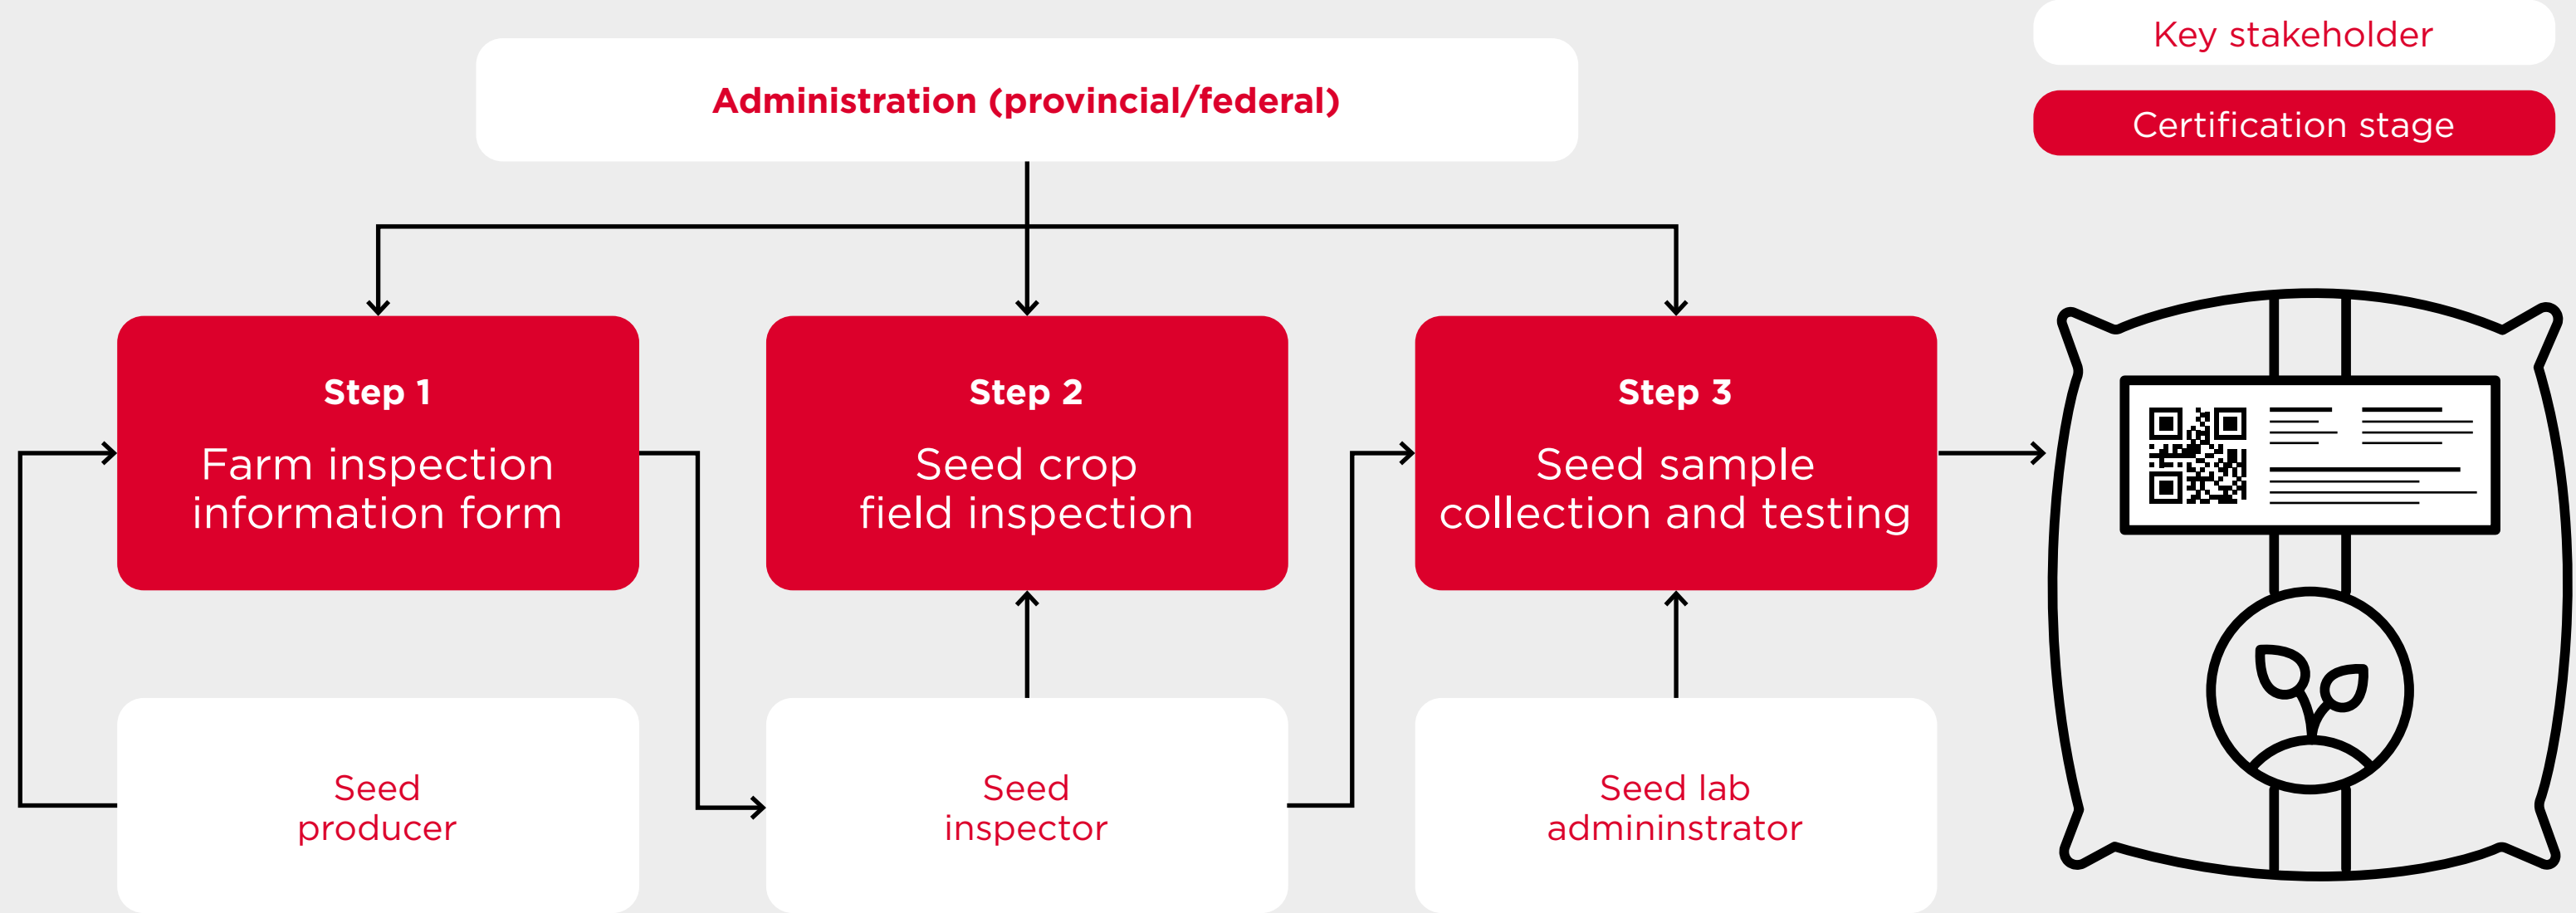 Key stakeholder
Certification stage
Administration (provincial/federal)
Step 1
Farm inspection
information form
Step 2
Seed crop
field inspection
Step 3
Seed sample
collection and testing
Seed
producer
Seed
inspector
Seed lab
admininstrator